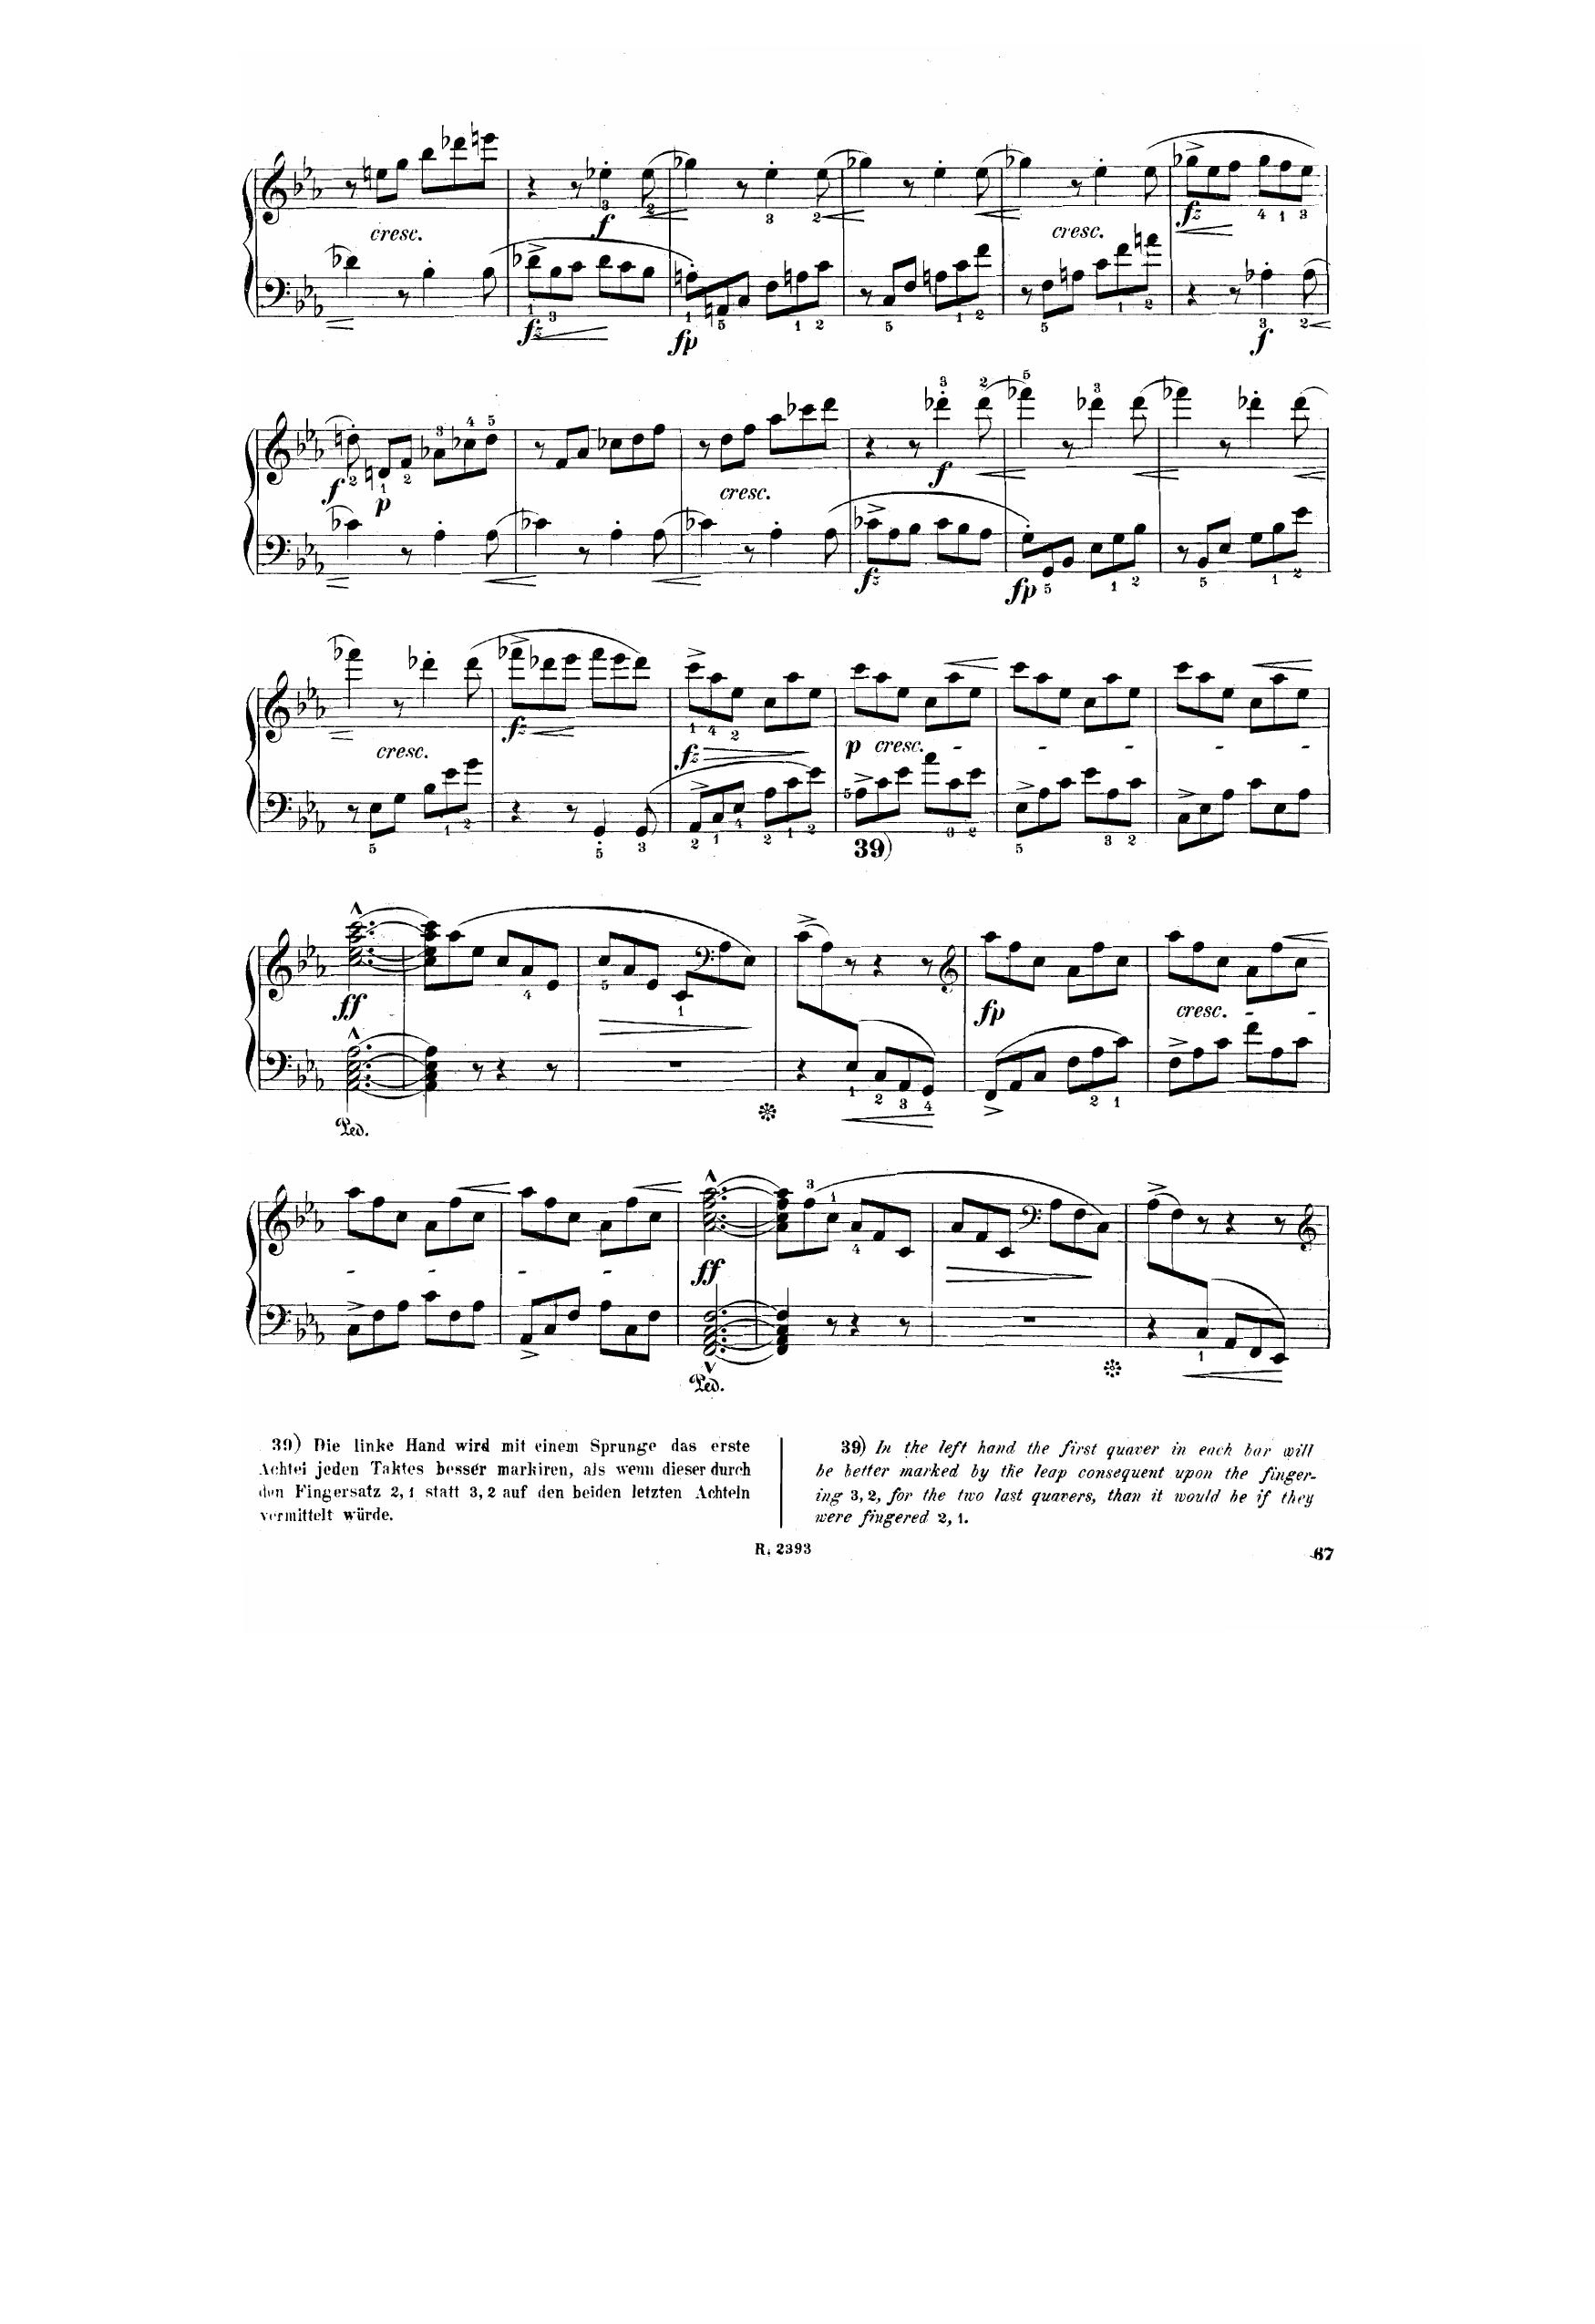 cresc.
f
cresc.
fz
fz
fp
f
f
p
cresc.
f
fz
fp
cresc.
fz
fz
p cresc. - - - - -
39)
ff
fp
cresc. - -
Ped.
- - - -
ff
Ped.
39) Die linke Hand wird mit einem Sprunge das erste
Achtel jeden Taktes besser markiren, als wenn dieser durch
den Fingersatz 2, 1 statt 3, 2 auf den beiden letzten Achteln
vermittelt würde.
39) In the left hand the first quaver in each bar will
be better marked by the leap consequent upon the finger-
ing 3, 2, for the two last quavers, than it would be if they
were fingered 2, 1.
R. 2393
67